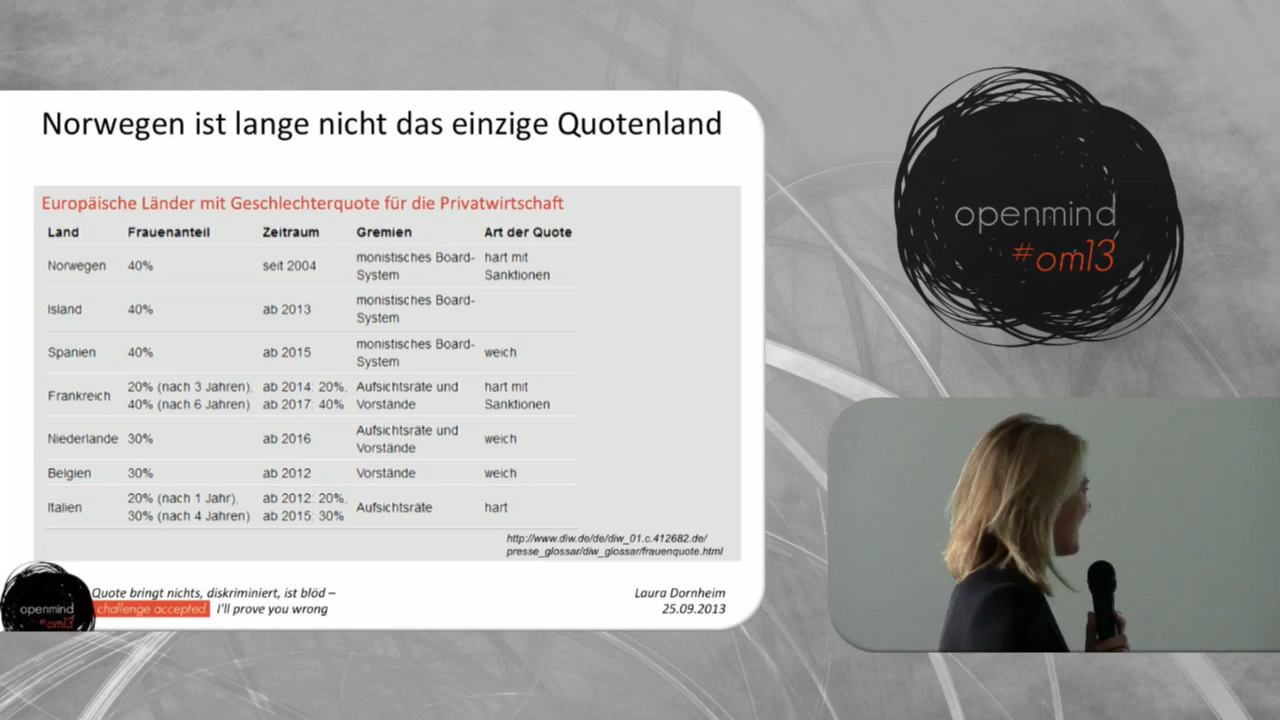 Norwegen ist lange nicht das einzige Quotenland
Europäische Länder mit Geschlechterquote für die Privatwirtschaft
Land Frauenanteil Zeitraum Gremien Art der Quote
Norwegen 40% seit 2004 monistisches Board-System hart mit Sanktionen
Island 40% ab 2013 monistisches Board-System
Spanien 40% ab 2015 monistisches Board-System weich
Frankreich 20% (nach 3 Jahren), 40% (nach 6 Jahren) ab 2014: 20%, ab 2017: 40% Aufsichtsräte und Vorstände hart mit Sanktionen
Niederlande 30% ab 2016 Aufsichtsräte und Vorstände weich
Belgien 30% ab 2012 Vorstände weich
Italien 20% (nach 1 Jahr), 30% (nach 4 Jahren) ab 2012: 20%, ab 2015: 30% Aufsichtsräte hart
http://www.diw.de/de/diw_01.c.412682.de/
presse_glossar/diw_glossar/frauenquote.html
openmind
#om13
Quote bringt nichts, diskriminiert, ist blöd –
challenge accepted I'll prove you wrong
Laura Dornheim
25.09.2013
openmind
#om13